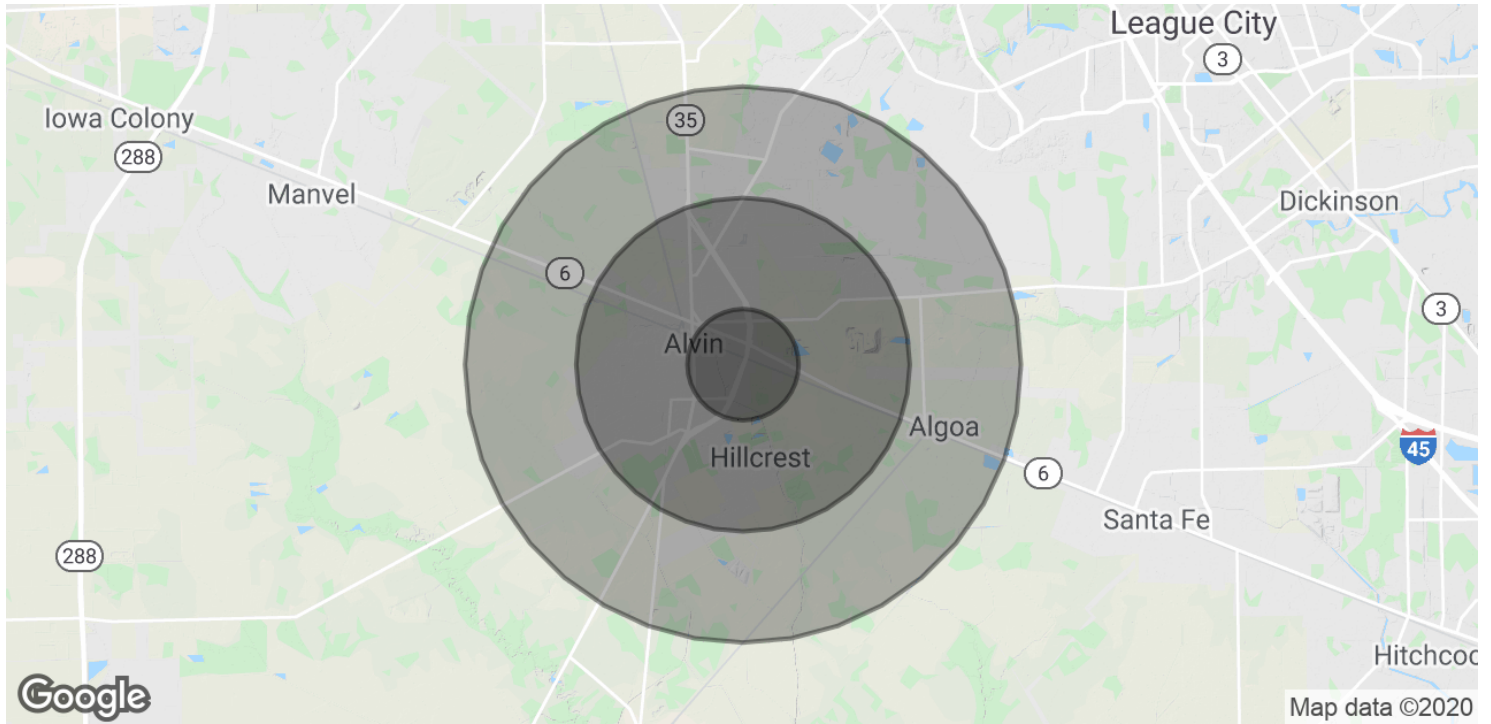 League City
3
Iowa Colony
35
288
Manvel
Dickinson
6
3
Alvin
Algoa
45
Hillcrest
6
Santa Fe
288
Hitchcoc
Google
Map data ©2020